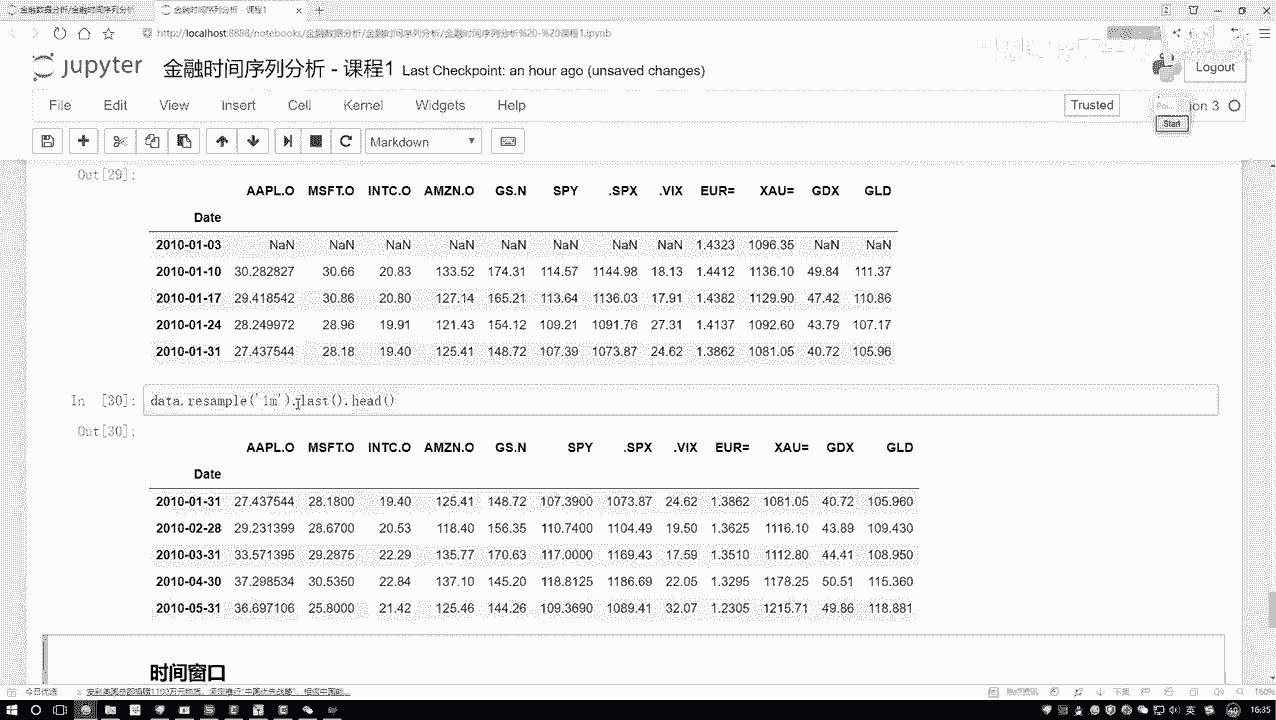 金融数据分析/金融时间序列分析
金融时间序列分析 - 课程1
http://localhost:8888/notebooks/金融数据分析/金融时间序列分析/金融时间序列分析%20-%20课程1.ipynb
jupyter 金融时间序列分析 - 课程1 Last Checkpoint: an hour ago (unsaved changes)
Logout
File Edit View Insert Cell Kernel Widgets Help
Trusted
on 3
Start
Markdown
Out[29]:
AAPL.O MSFT.O INTC.O AMZN.O GS.N SPY .SPX .VIX EUR= XAU= GDX GLD
Date
2010-01-03 NaN NaN NaN NaN NaN NaN NaN NaN 1.4323 1096.35 NaN NaN
2010-01-10 30.282827 30.66 20.83 133.52 174.31 114.57 1144.98 18.13 1.4412 1136.10 49.84 111.37
2010-01-17 29.418542 30.86 20.80 127.14 165.21 113.64 1136.03 17.91 1.4382 1129.90 47.42 110.86
2010-01-24 28.249972 28.96 19.91 121.43 154.12 109.21 1091.76 27.31 1.4137 1092.60 43.79 107.17
2010-01-31 27.437544 28.18 19.40 125.41 148.72 107.39 1073.87 24.62 1.3862 1081.05 40.72 105.96
In [30]: data.resample('1m').last().head()
Out[30]:
AAPL.O MSFT.O INTC.O AMZN.O GS.N SPY .SPX .VIX EUR= XAU= GDX GLD
Date
2010-01-31 27.437544 28.1800 19.40 125.41 148.72 107.3900 1073.87 24.62 1.3862 1081.05 40.72 105.960
2010-02-28 29.231399 28.6700 20.53 118.40 156.35 110.7400 1104.49 19.50 1.3625 1116.10 43.89 109.430
2010-03-31 33.571395 29.2875 22.29 135.77 170.63 117.0000 1169.43 17.59 1.3510 1112.80 44.41 108.950
2010-04-30 37.298534 30.5350 22.84 137.10 145.20 118.8125 1186.69 22.05 1.3295 1178.25 50.51 115.360
2010-05-31 36.697106 25.8000 21.42 125.46 144.26 109.3690 1089.41 32.07 1.2305 1215.71 49.86 118.881
时间窗口
今日优选
热点资讯
下载
160%
英
16:35